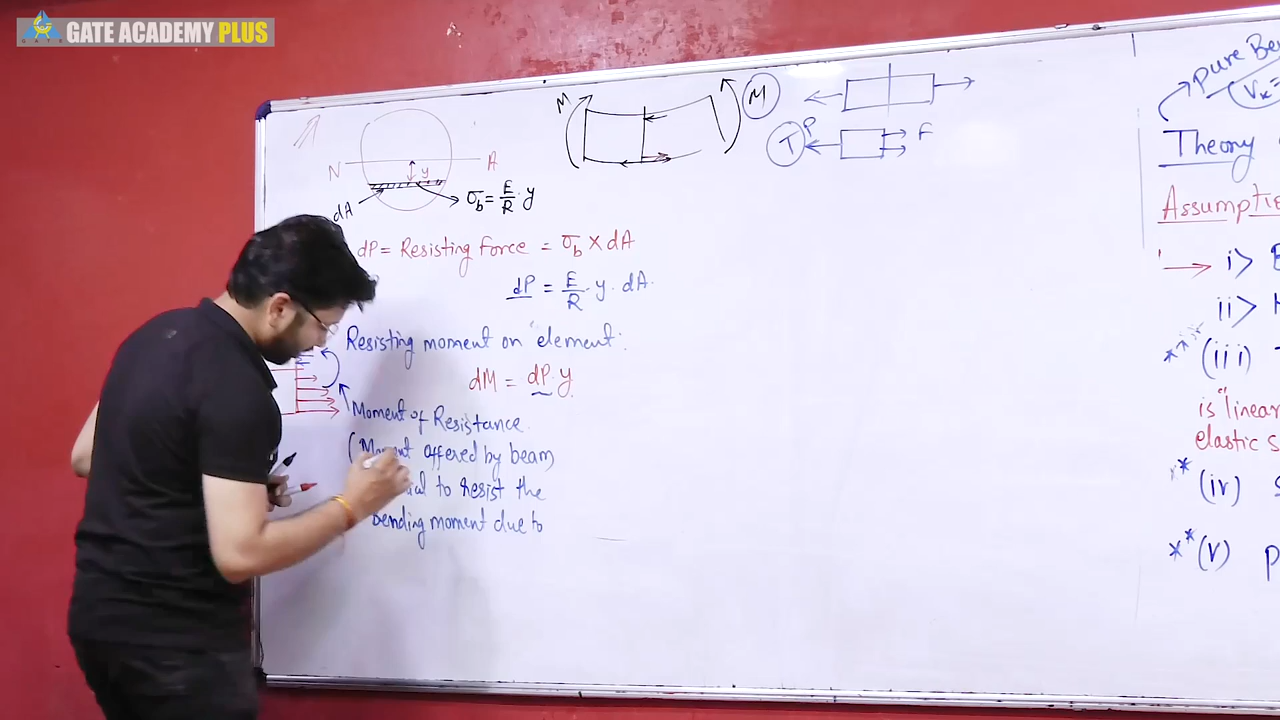 GATE ACADEMY PLUS
N
A
y
dA
σb = E/R · y
M
M
T
P
F
dP = Resisting Force = σb × dA
dP = E/R · y · dA.
Resisting moment on element:
dM = dP · y
Moment of Resistance.
(Moment offered by beam
to Resist the
bending moment due to
pure Be
Theory
Assumptio
i> 
ii> 
** (iii)
is "linear
elastic s
* (iv) S
** (v) P